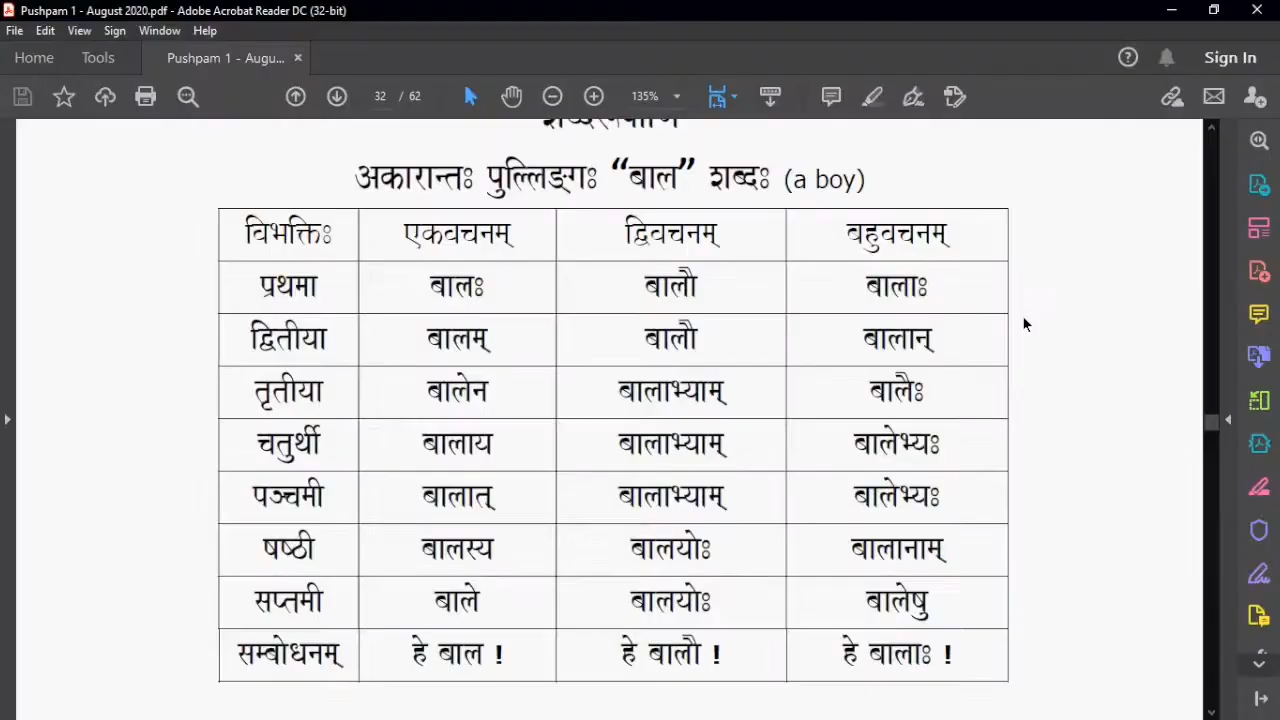 Pushpam 1 - August 2020.pdf - Adobe Acrobat Reader DC (32-bit)
File Edit View Sign Window Help
Home Tools Pushpam 1 - Augu... × Sign In
32 / 62 135%
अकारान्तः पुल्लिङ्गः “बाल” शब्दः (a boy)
विभक्तिः एकवचनम् द्विवचनम् बहुवचनम्
प्रथमा बालः बालौ बालाः
द्वितीया बालम् बालौ बालान्
तृतीया बालेन बालाभ्याम् बालैः
चतुर्थी बालाय बालाभ्याम् बालेभ्यः
पञ्चमी बालात् बालाभ्याम् बालेभ्यः
षष्ठी बालस्य बालयोः बालानाम्
सप्तमी बाले बालयोः बालेषु
सम्बोधनम् हे बाल ! हे बालौ ! हे बालाः !